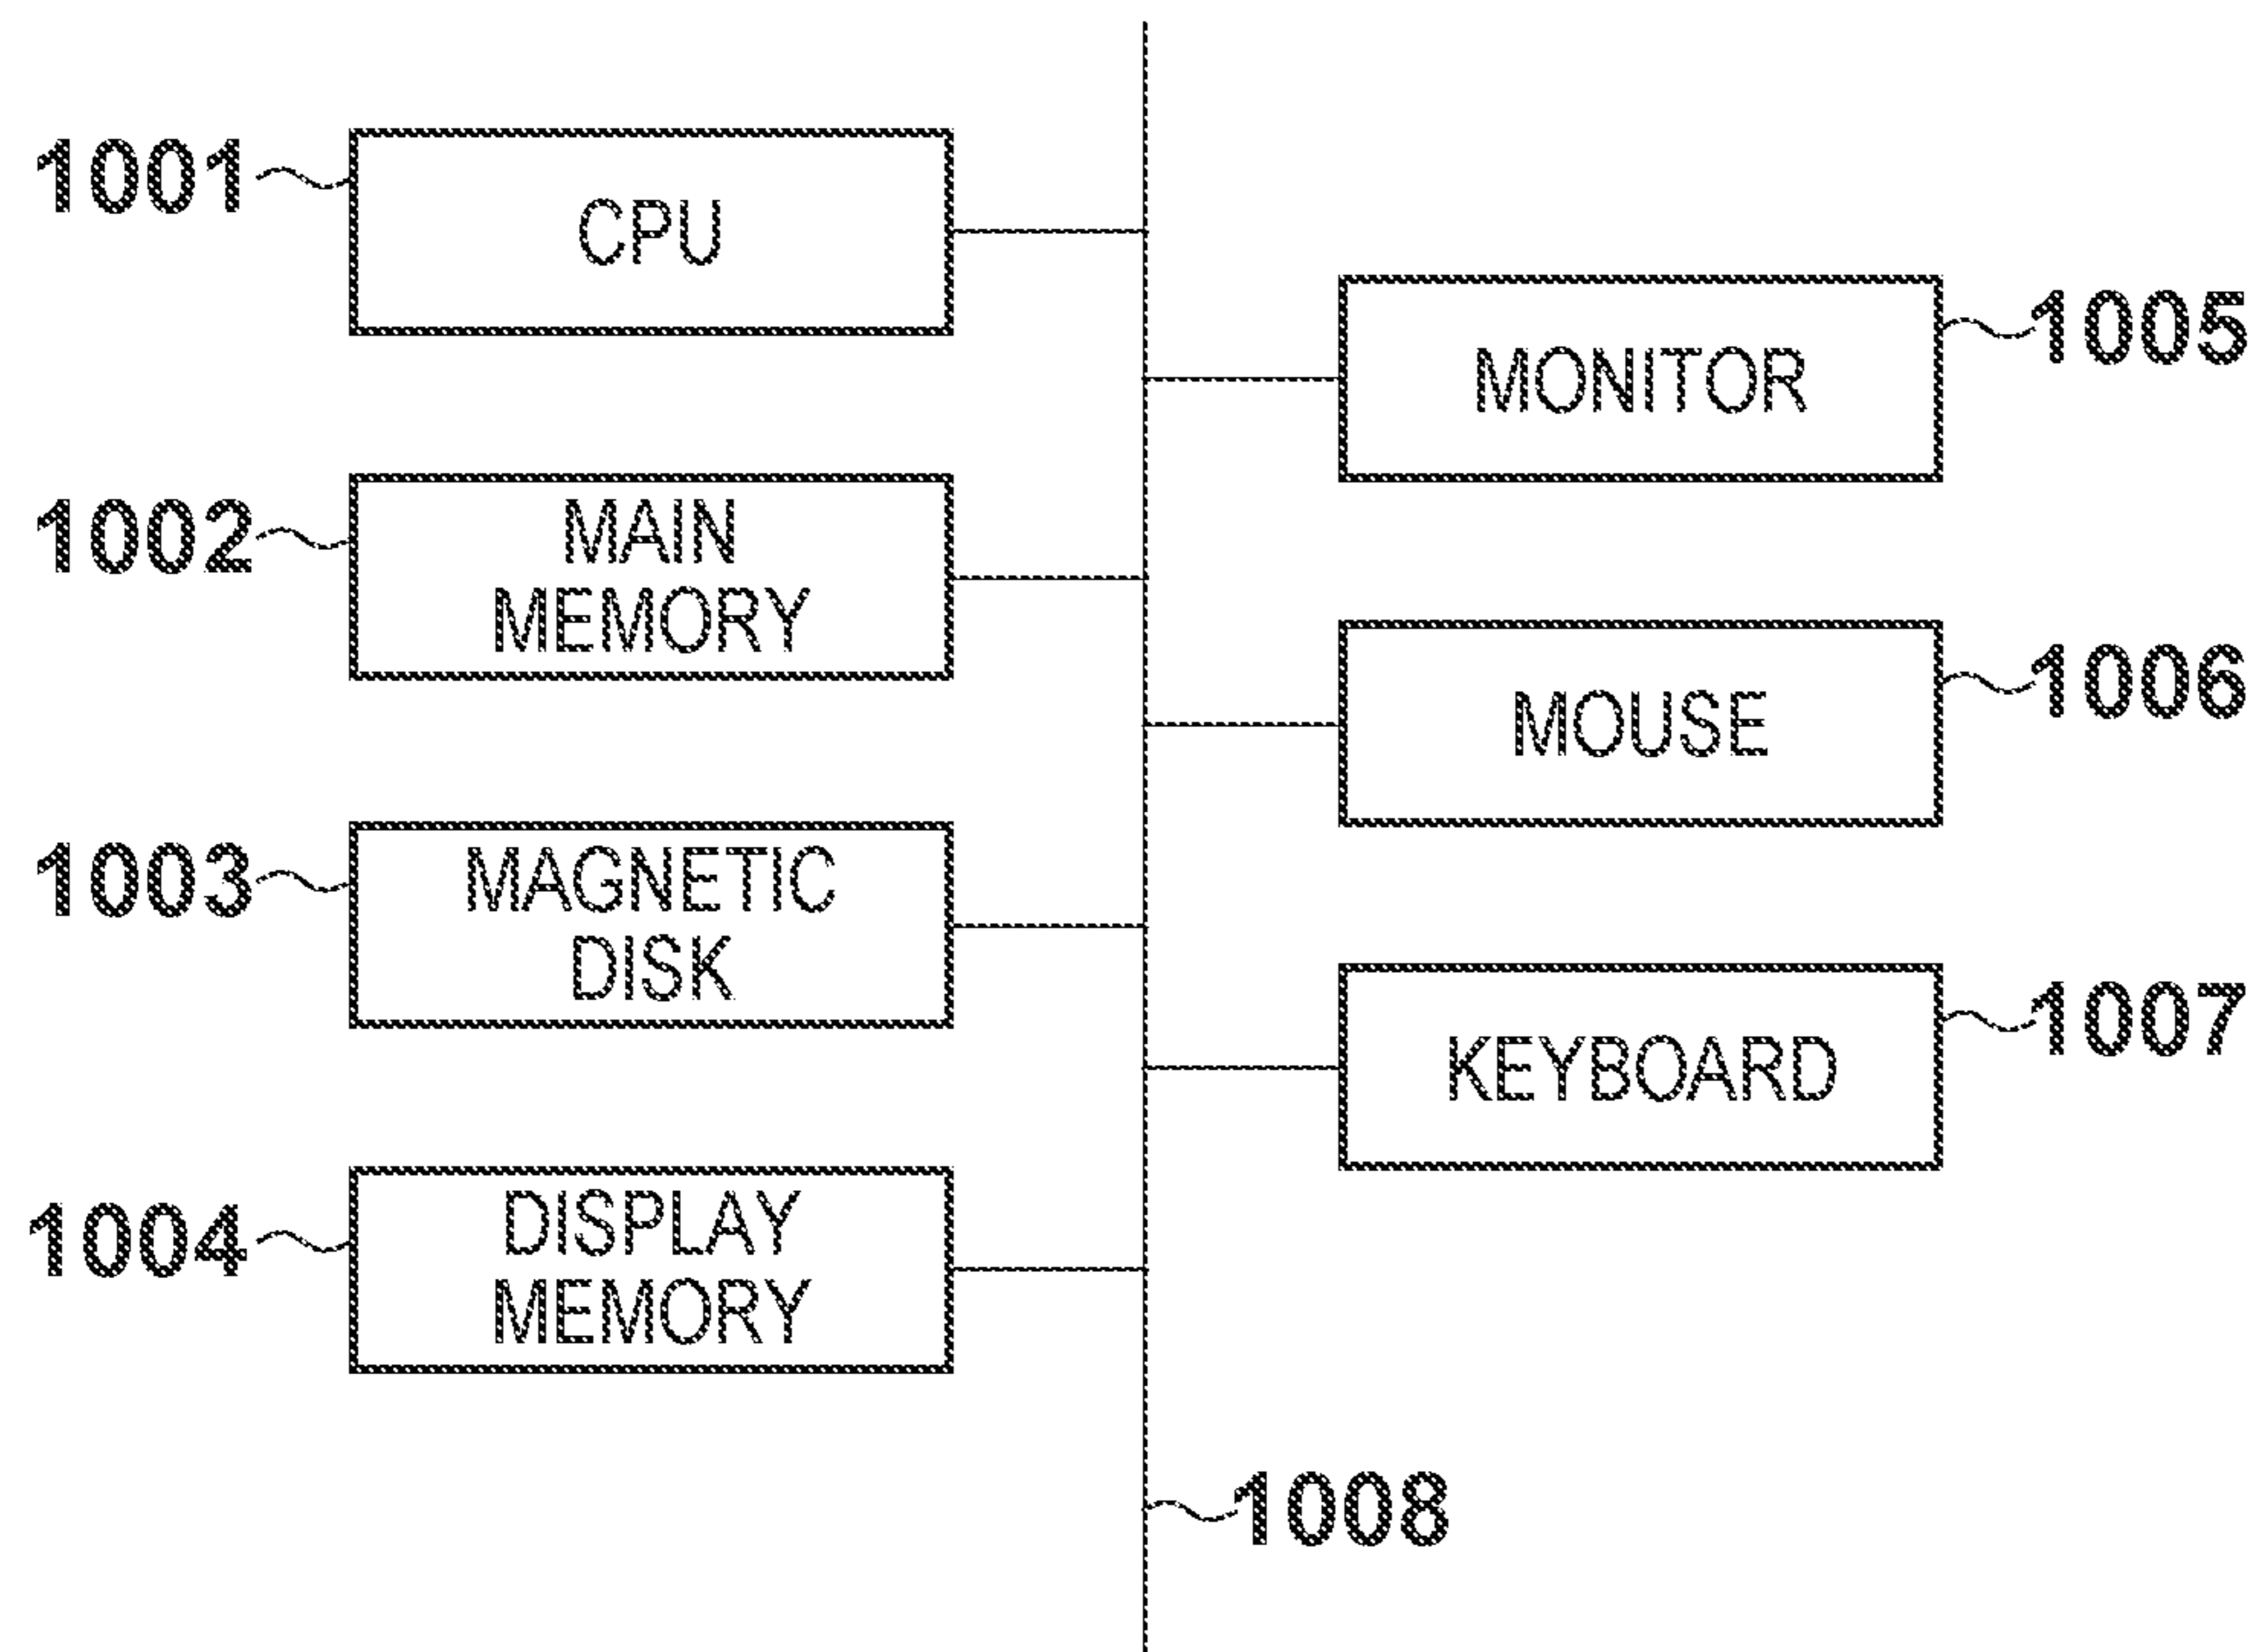 1001
CPU
1002
MAIN
MEMORY
1003
MAGNETIC
DISK
1004
DISPLAY
MEMORY
MONITOR
1005
MOUSE
1006
KEYBOARD
1007
1008